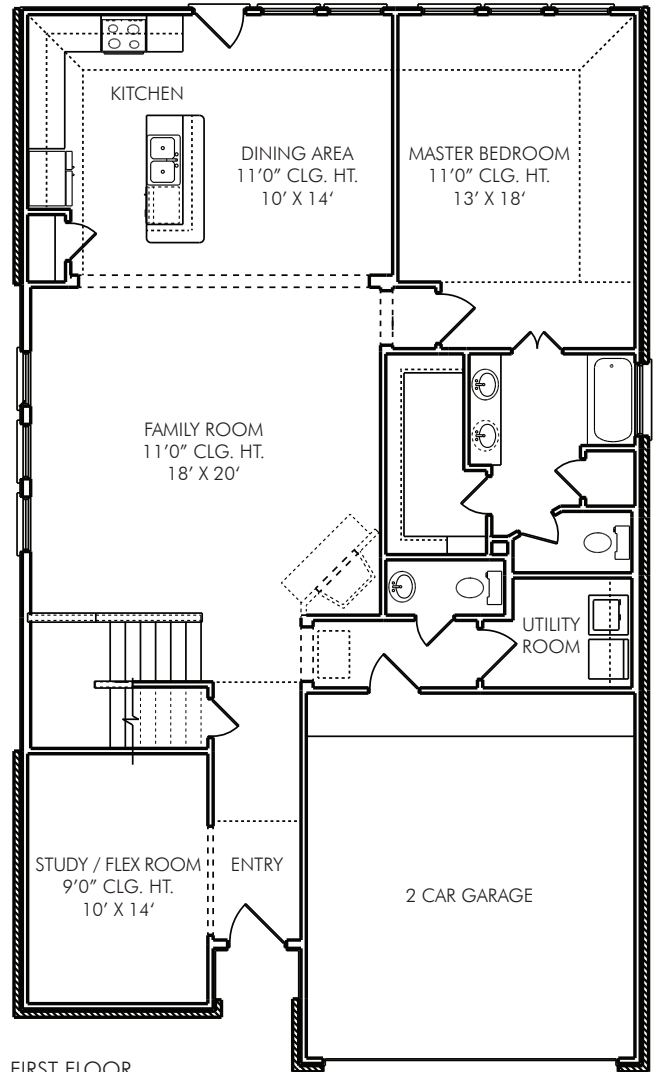 KITCHEN
DINING AREA
11'0" CLG. HT.
10' X 14'
MASTER BEDROOM
11'0" CLG. HT.
13' X 18'
FAMILY ROOM
11'0" CLG. HT.
18' X 20'
UTILITY
ROOM
STUDY / FLEX ROOM
9'0" CLG. HT.
10' X 14'
ENTRY
2 CAR GARAGE
FIRST FLOOR